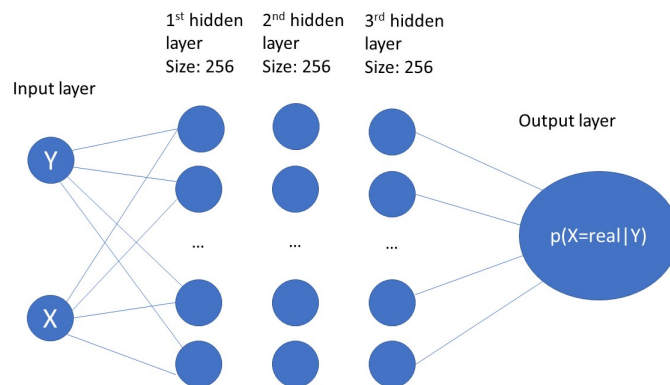 1st hidden
layer
Size: 256
2nd hidden
layer
Size: 256
3rd hidden
layer
Size: 256
Input layer
Output layer
Y
X
...
...
...
p(X=real|Y)